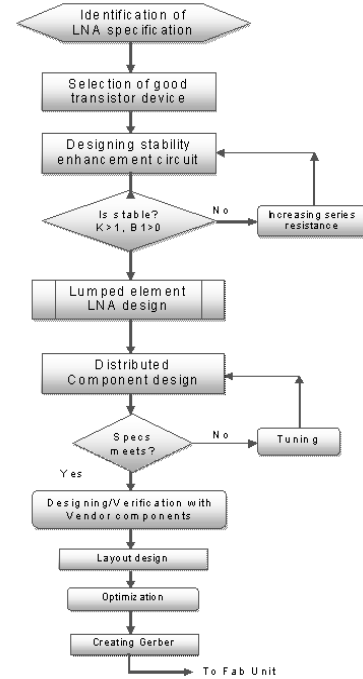 Identification of
LNA specification
Selection of good
transistor device
Designing stability
enhancement circuit
Is stable?
K>1, B1>0
No
Increasing series
resistance
Lumped element
LNA design
Distributed
Component design
Specs
meets?
No
Tuning
Yes
Designing/Verification with
Vendor components
Layout design
Optimization
Creating Gerber
To Fab Unit